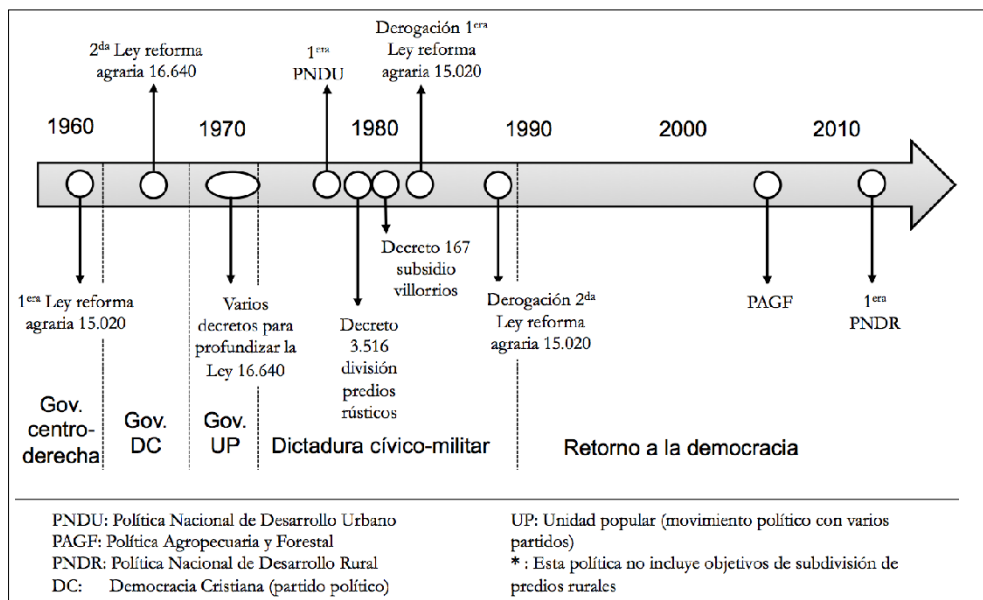 2da Ley reforma
agraria 16.640
1era
PNDU
Derogación 1era
Ley reforma
agraria 15.020
1960
1970
1980
1990
2000
2010
1era Ley reforma
agraria 15.020
Varios
decretos para
profundizar la
Ley 16.640
Decreto
3.516
división
predios
rústicos
Decreto 167
subsidio
villorrios
Derogación 2da
Ley reforma
agraria 15.020
PAGF
1era
PNDR
Gov.
centro-
derecha
Gov.
DC
Gov.
UP
Dictadura cívico-militar
Retorno a la democracia
PNDU: Política Nacional de Desarrollo Urbano
PAGF: Política Agropecuaria y Forestal
PNDR: Política Nacional de Desarrollo Rural
DC: Democracia Cristiana (partido político)
UP: Unidad popular (movimiento político con varios
partidos)
* : Esta política no incluye objetivos de subdivisión de
predios rurales